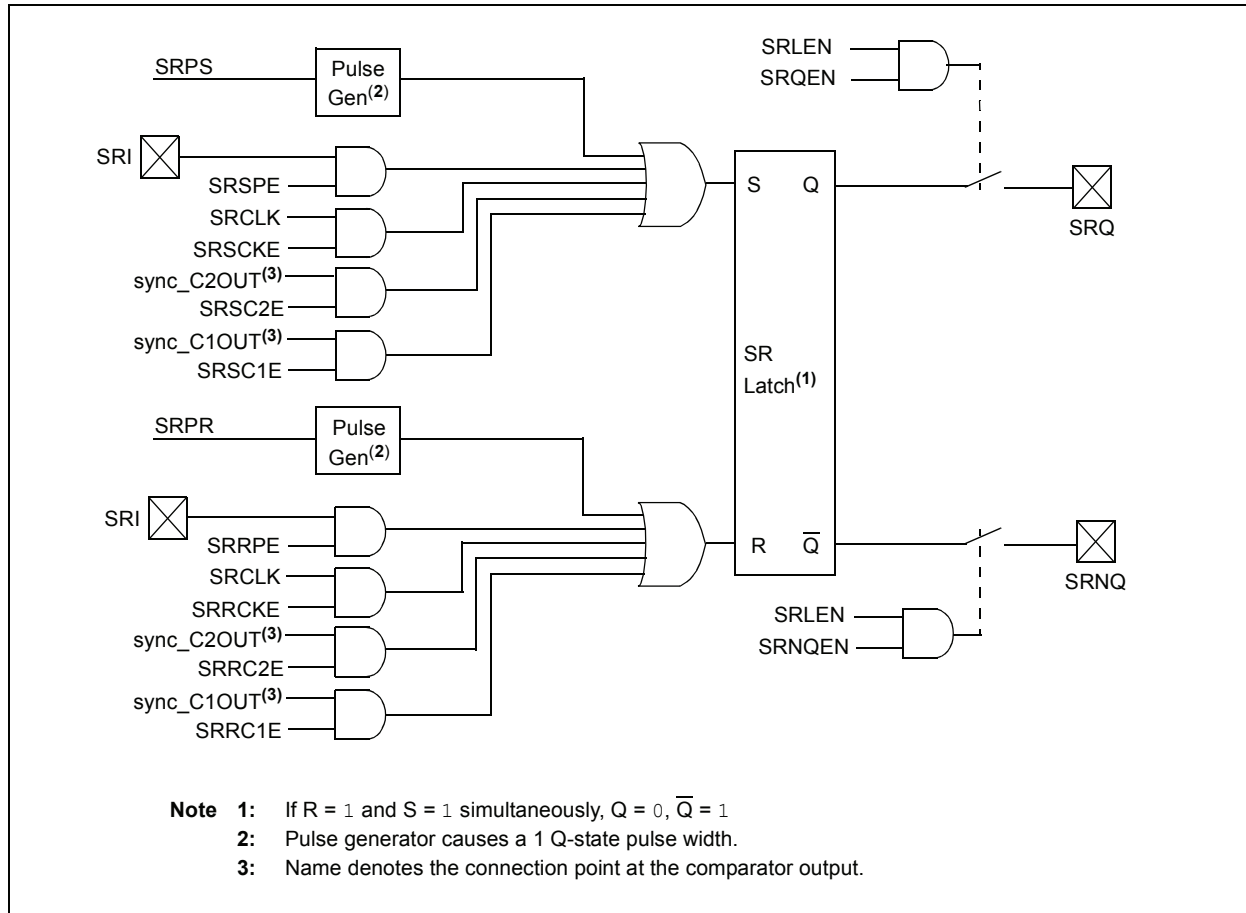 SRPS
Pulse
Gen(2)
SRI
SRSPE
SRCLK
SRSCKE
sync_C2OUT(3)
SRSC2E
sync_C1OUT(3)
SRSC1E
SRPR
Pulse
Gen(2)
SRI
SRRPE
SRCLK
SRRCKE
sync_C2OUT(3)
SRRC2E
sync_C1OUT(3)
SRRC1E
S Q
SR
Latch(1)
R Q̅
SRLEN
SRQEN
SRQ
SRLEN
SRNQEN
SRNQ
Note 1: If R = 1 and S = 1 simultaneously, Q = 0, Q̅ = 1
2: Pulse generator causes a 1 Q-state pulse width.
3: Name denotes the connection point at the comparator output.